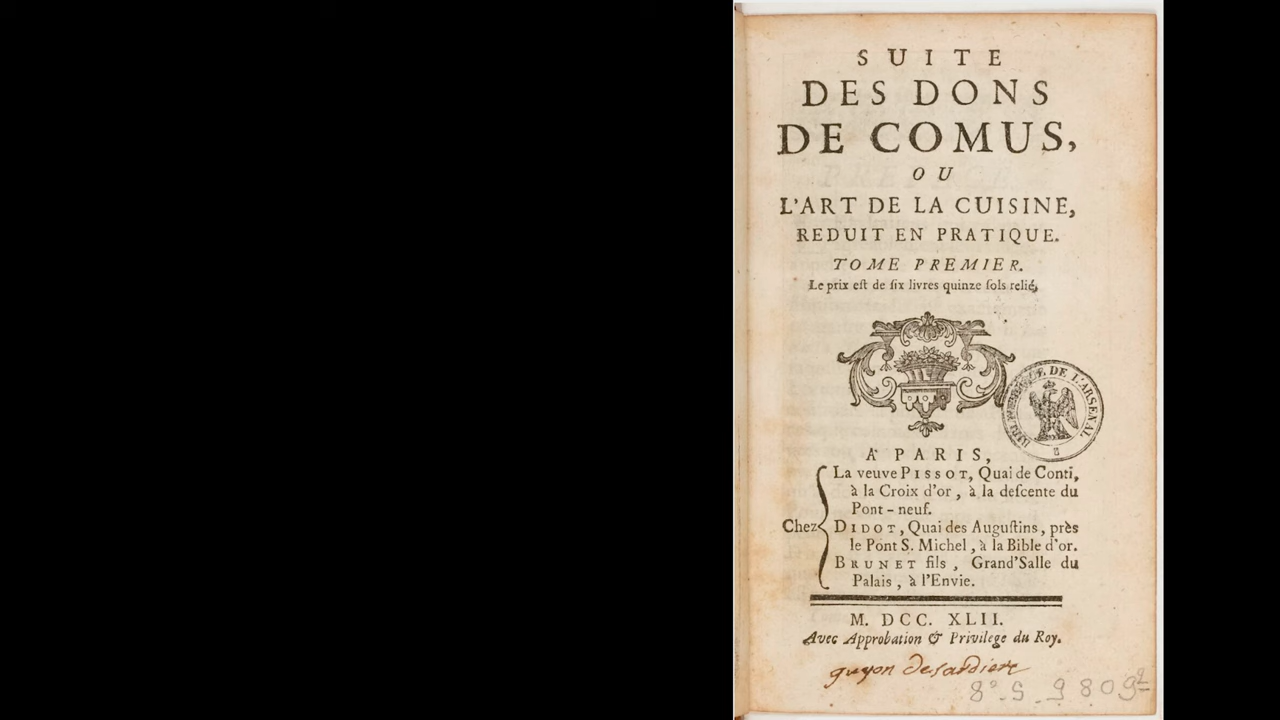 SUITE
DES DONS
DE COMUS,
OU
L'ART DE LA CUISINE,
REDUIT EN PRATIQUE.
TOME PREMIER.
Le prix eſt de ſix livres quinze ſols relié,
DE L'ARSENAL
A PARIS,
La veuve PISSOT, Quai de Conti,
à la Croix d'or, à la deſcente du
Pont-neuf.
Chez DIDOT, Quai des Auguſtins, près
le Pont S. Michel, à la Bible d'or.
BRUNET fils, Grand'Salle du
Palais, à l'Envie.
M. DCC. XLII.
Avec Approbation & Privilege du Roy.
guyon desardiere
8° S 9809